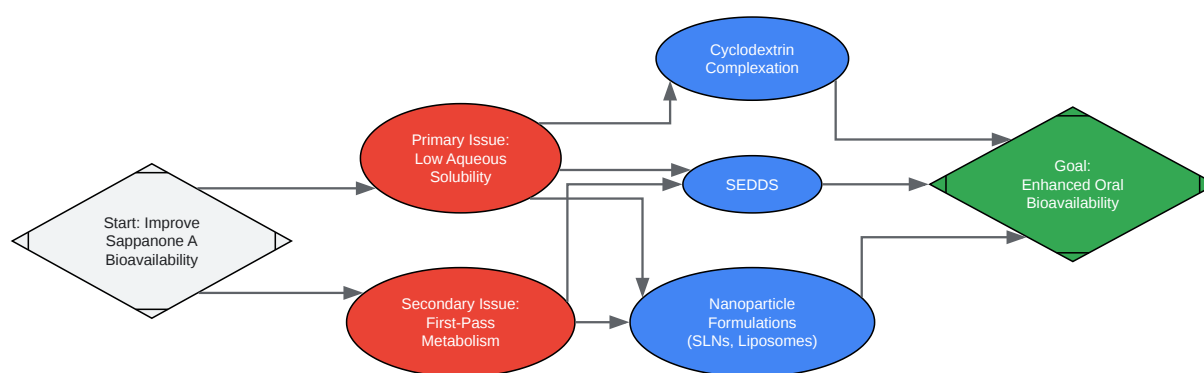 Start: Improve
Sappanone A
Bioavailability
Primary Issue:
Low Aqueous
Solubility
Secondary Issue:
First-Pass
Metabolism
Cyclodextrin
Complexation
SEDDS
Nanoparticle
Formulations
(SLNs, Liposomes)
Goal:
Enhanced Oral
Bioavailability